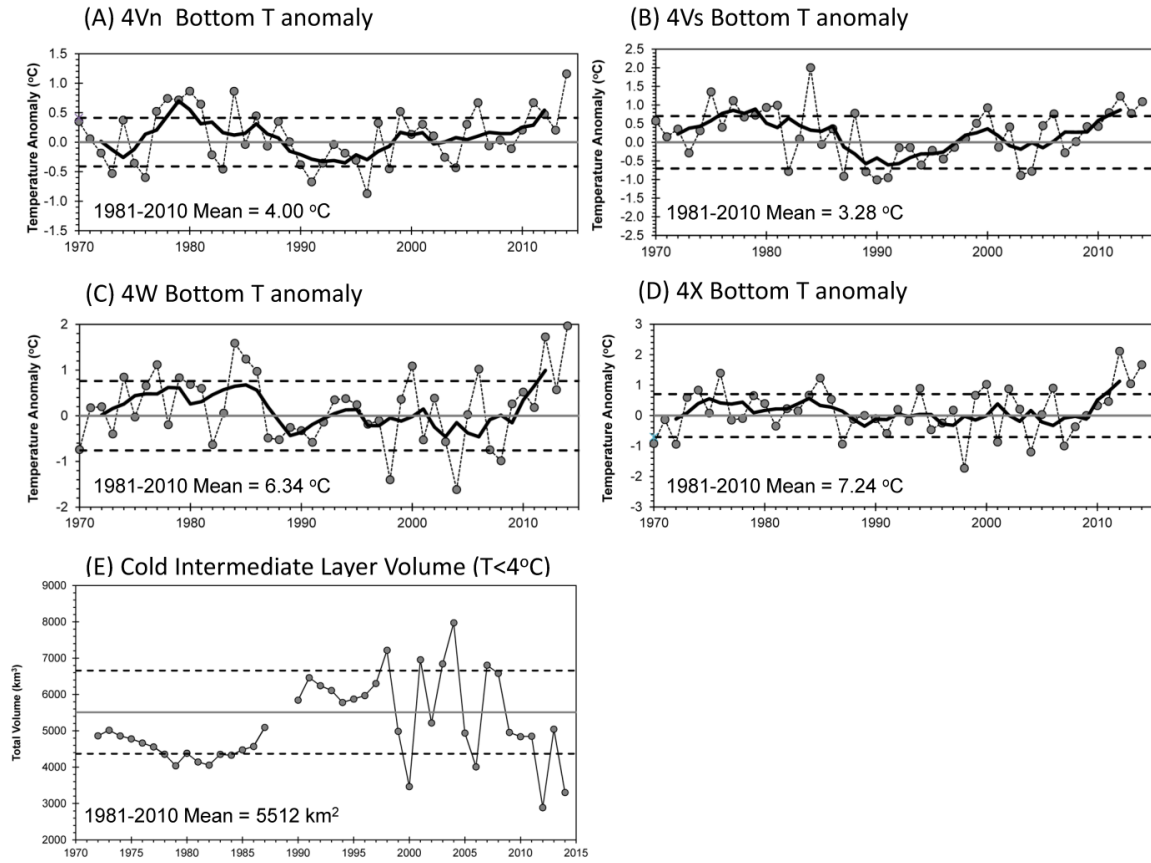 (A) 4Vn Bottom T anomaly
Temperature Anomaly (°C)
1.5
1.0
0.5
0.0
-0.5
-1.0
-1.5
1981-2010 Mean = 4.00 °C
1970 1980 1990 2000 2010
(B) 4Vs Bottom T anomaly
Temperature Anomaly (°C)
2.5
2.0
1.5
1.0
0.5
0.0
-0.5
-1.0
-1.5
-2.0
-2.5
1981-2010 Mean = 3.28 °C
1970 1980 1990 2000 2010
(C) 4W Bottom T anomaly
Temperature Anomaly (°C)
2
1
0
-1
-2
1981-2010 Mean = 6.34 °C
1970 1980 1990 2000 2010
(D) 4X Bottom T anomaly
Temperature Anomaly (°C)
3
2
1
0
-1
-2
-3
1981-2010 Mean = 7.24 °C
1970 1980 1990 2000 2010
(E) Cold Intermediate Layer Volume (T<4°C)
Total Volume (km³)
9000
8000
7000
6000
5000
4000
3000
2000
1981-2010 Mean = 5512 km²
1970 1975 1980 1985 1990 1995 2000 2005 2010 2015